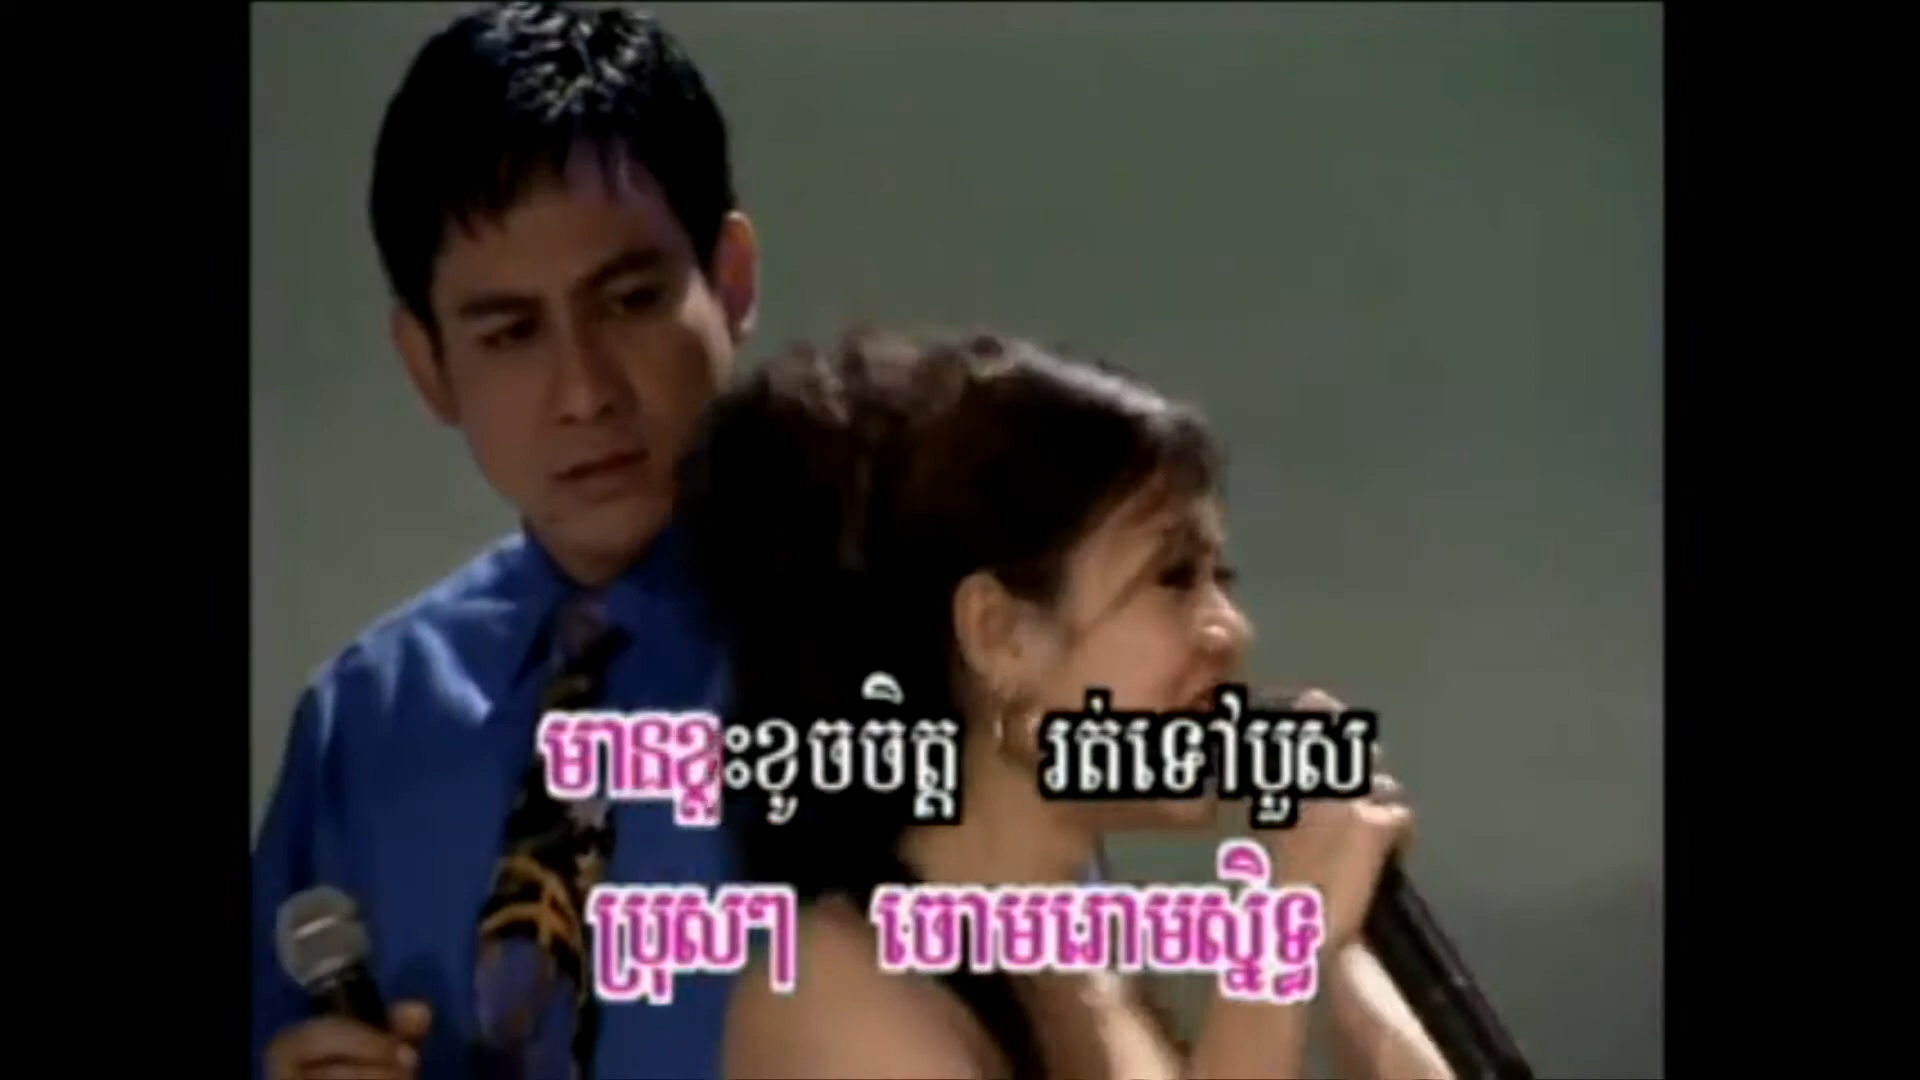 មានខ្លះខូចចិត្ត រត់ទៅបួស
ប្រុសៗ ចោមរោមស្និទ្ធ